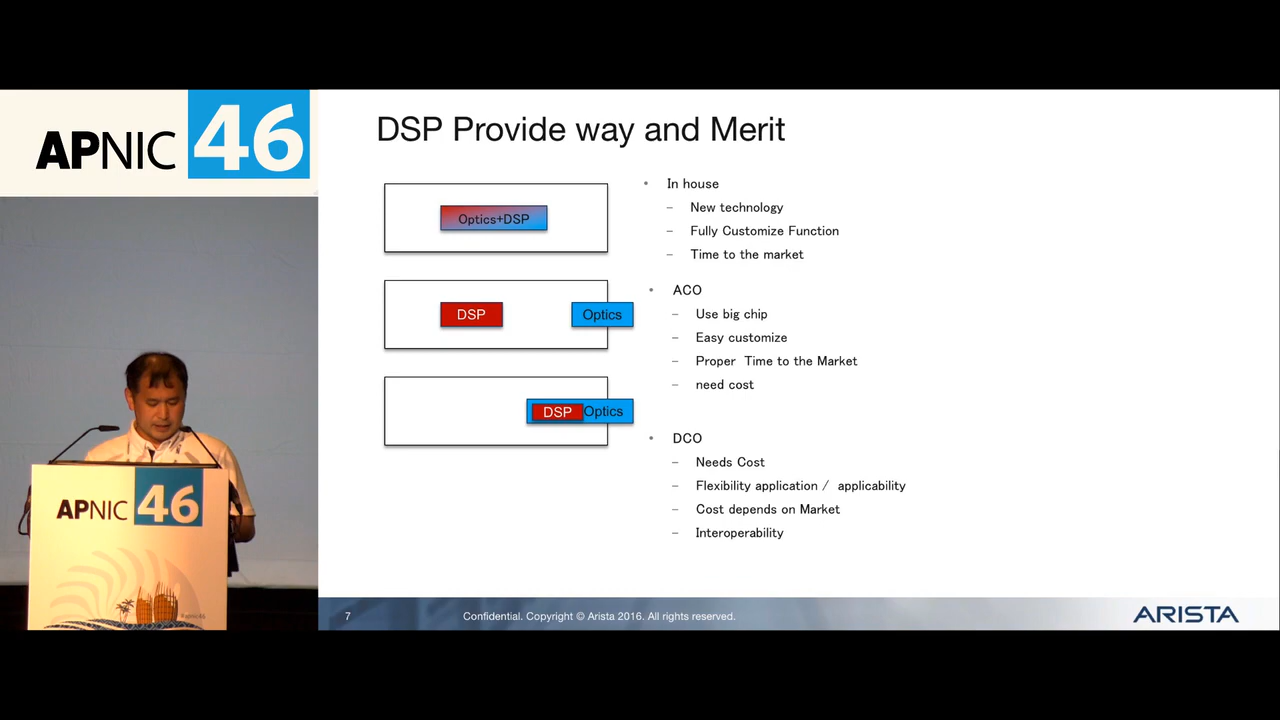 APNIC 46
DSP Provide way and Merit
Optics+DSP
DSP
Optics
DSP
Optics
• In house
– New technology
– Fully Customize Function
– Time to the market
• ACO
– Use big chip
– Easy customize
– Proper Time to the Market
– need cost
• DCO
– Needs Cost
– Flexibility application / applicability
– Cost depends on Market
– Interoperability
APNIC 46
#apnic46
7
Confidential. Copyright © Arista 2016. All rights reserved.
ARISTA